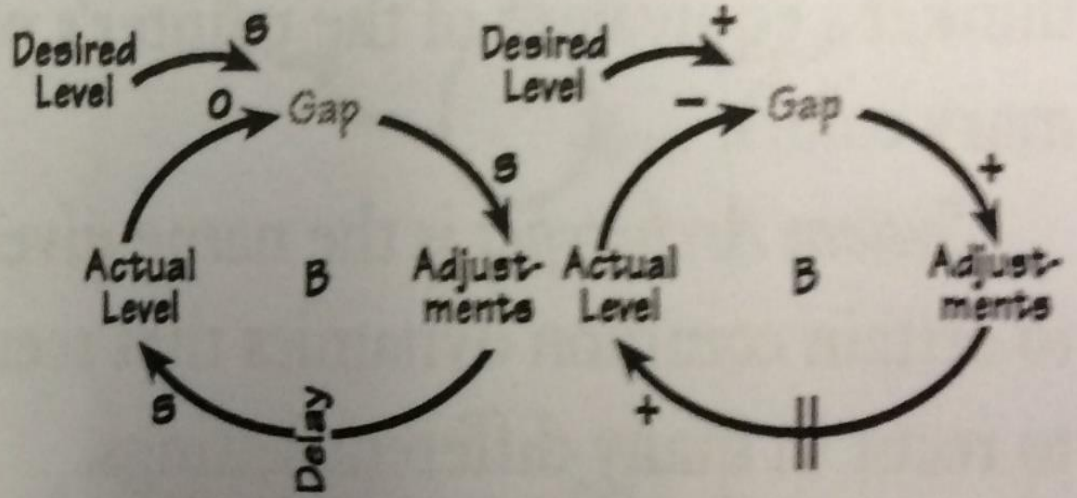 Desired
Level
s
o
Gap
s
Actual
Level
B
Adjust-
ments
s
Delay
Desired
Level
+
-
Gap
+
Actual
Level
B
Adjust-
ments
+